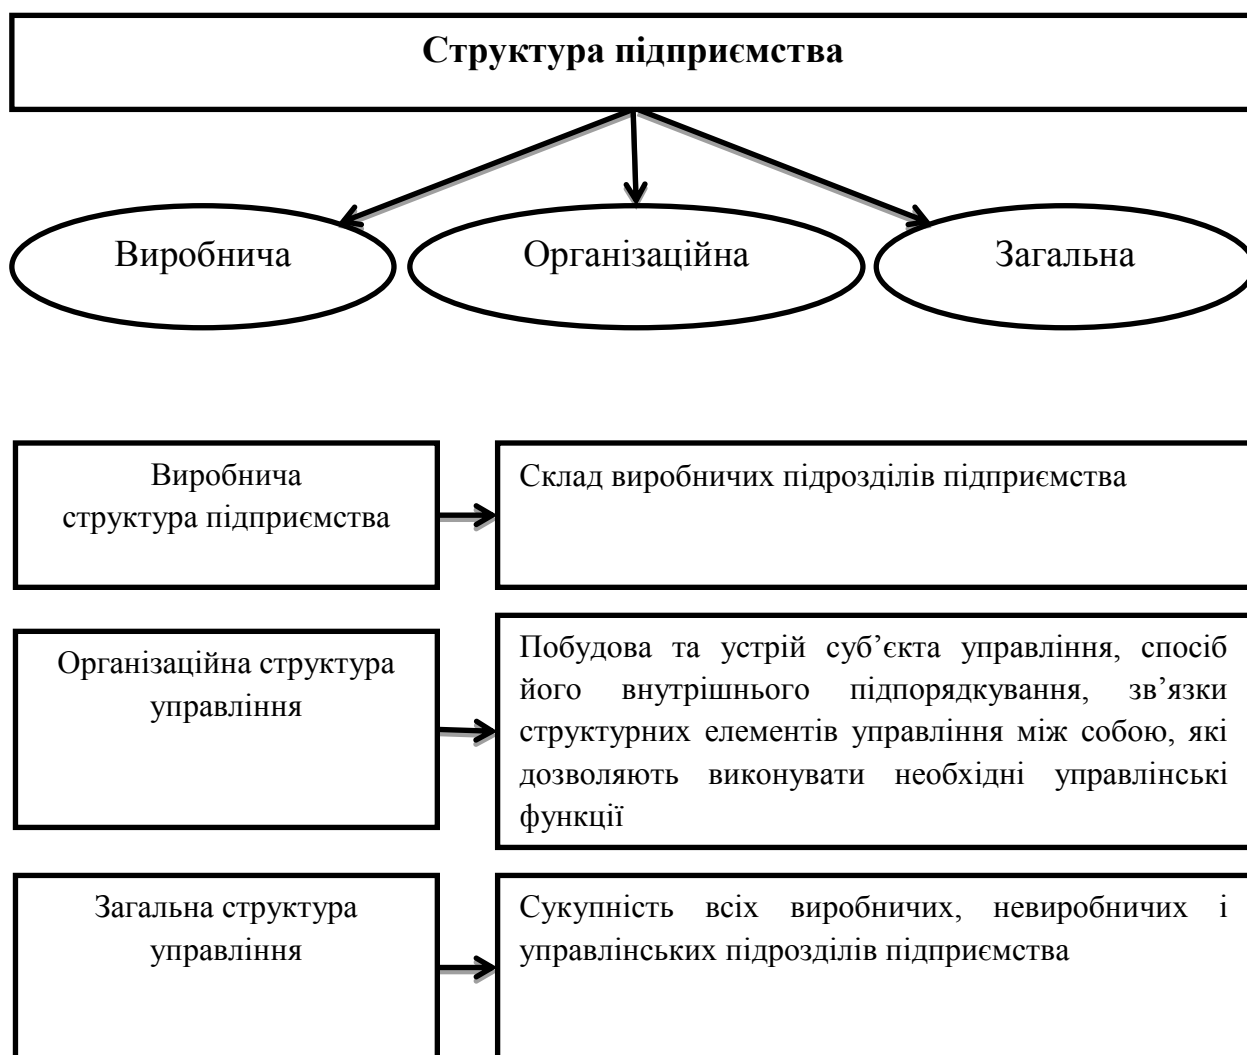 Структура підприємства
Виробнича
Організаційна
Загальна
Виробнича
структура підприємства
Склад виробничих підрозділів підприємства
Організаційна структура
управління
Побудова та устрій суб’єкта управління, спосіб
його внутрішнього підпорядкування, зв’язки
структурних елементів управління між собою, які
дозволяють виконувати необхідні управлінські
функції
Загальна структура
управління
Сукупність всіх виробничих, невиробничих і
управлінських підрозділів підприємства